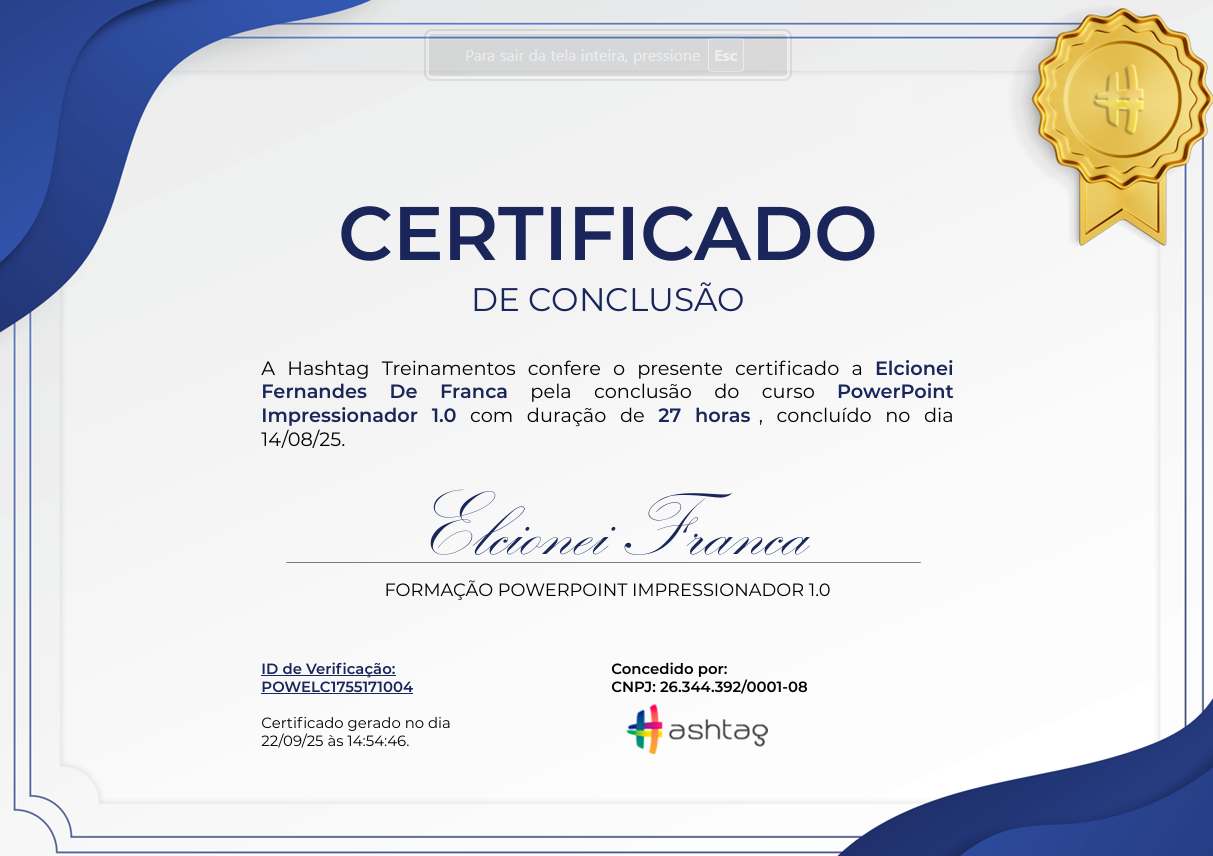 Para sair da tela inteira, pressione Esc
CERTIFICADO
DE CONCLUSÃO
A Hashtag Treinamentos confere o presente certificado a Elcionei
Fernandes De Franca pela conclusão do curso PowerPoint
Impressionador 1.0 com duração de 27 horas , concluído no dia
14/08/25.
Elcionei Franca
FORMAÇÃO POWERPOINT IMPRESSIONADOR 1.0
ID de Verificação:
POWELC1755171004
Certificado gerado no dia
22/09/25 às 14:54:46.
Concedido por:
CNPJ: 26.344.392/0001-08
ashtag